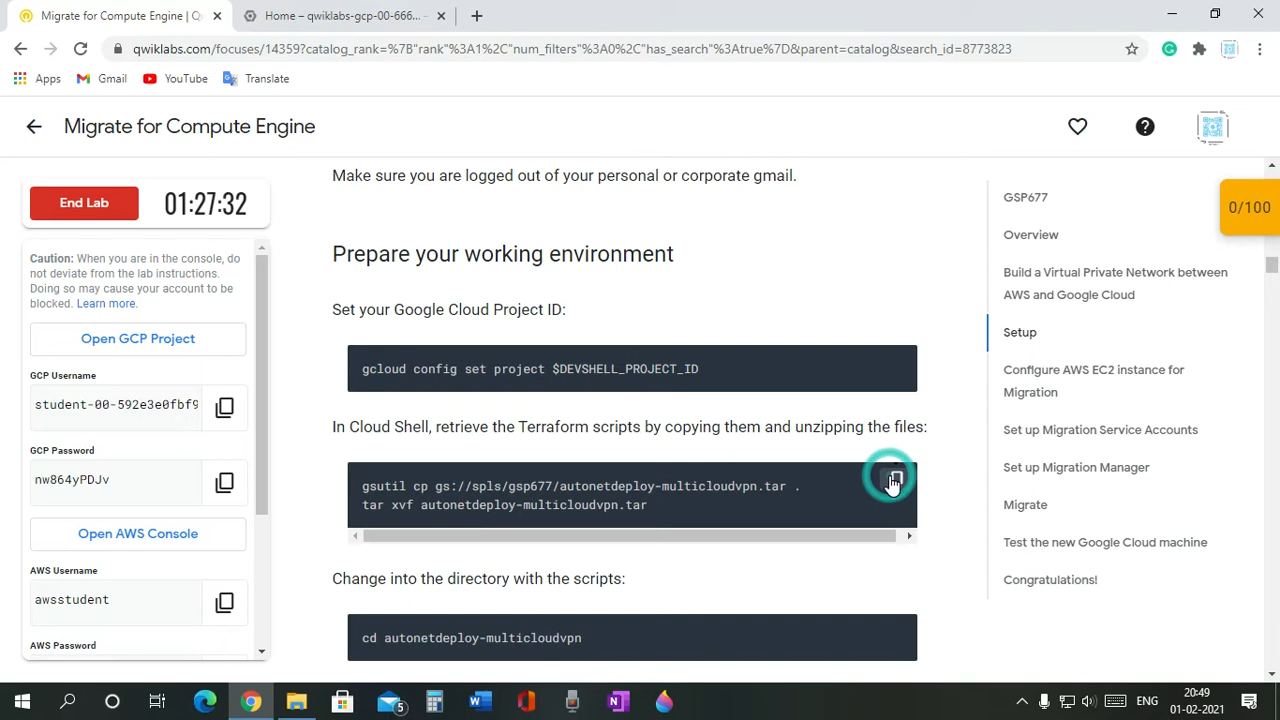 Migrate for Compute Engine | Q
Home – qwiklabs-gcp-00-666...
qwiklabs.com/focuses/14359?catalog_rank=%7B"rank"%3A1%2C"num_filters"%3A0%2C"has_search"%3Atrue%7D&parent=catalog&search_id=8773823
Apps
Gmail
YouTube
Translate
Migrate for Compute Engine
End Lab
01:27:32
Caution: When you are in the console, do
not deviate from the lab instructions.
Doing so may cause your account to be
blocked. Learn more.
Open GCP Project
GCP Username
student-00-592e3e0fbf9
GCP Password
nw864yPDJv
Open AWS Console
AWS Username
awsstudent
AWS Password
Make sure you are logged out of your personal or corporate gmail.
Prepare your working environment
Set your Google Cloud Project ID:
gcloud config set project $DEVSHELL_PROJECT_ID
In Cloud Shell, retrieve the Terraform scripts by copying them and unzipping the files:
gsutil cp gs://spls/gsp677/autonetdeploy-multicloudvpn.tar .
tar xvf autonetdeploy-multicloudvpn.tar
Change into the directory with the scripts:
cd autonetdeploy-multicloudvpn
GSP677
Overview
Build a Virtual Private Network between
AWS and Google Cloud
Setup
Configure AWS EC2 instance for
Migration
Set up Migration Service Accounts
Set up Migration Manager
Migrate
Test the new Google Cloud machine
Congratulations!
0/100
5
ENG
20:49
01-02-2021